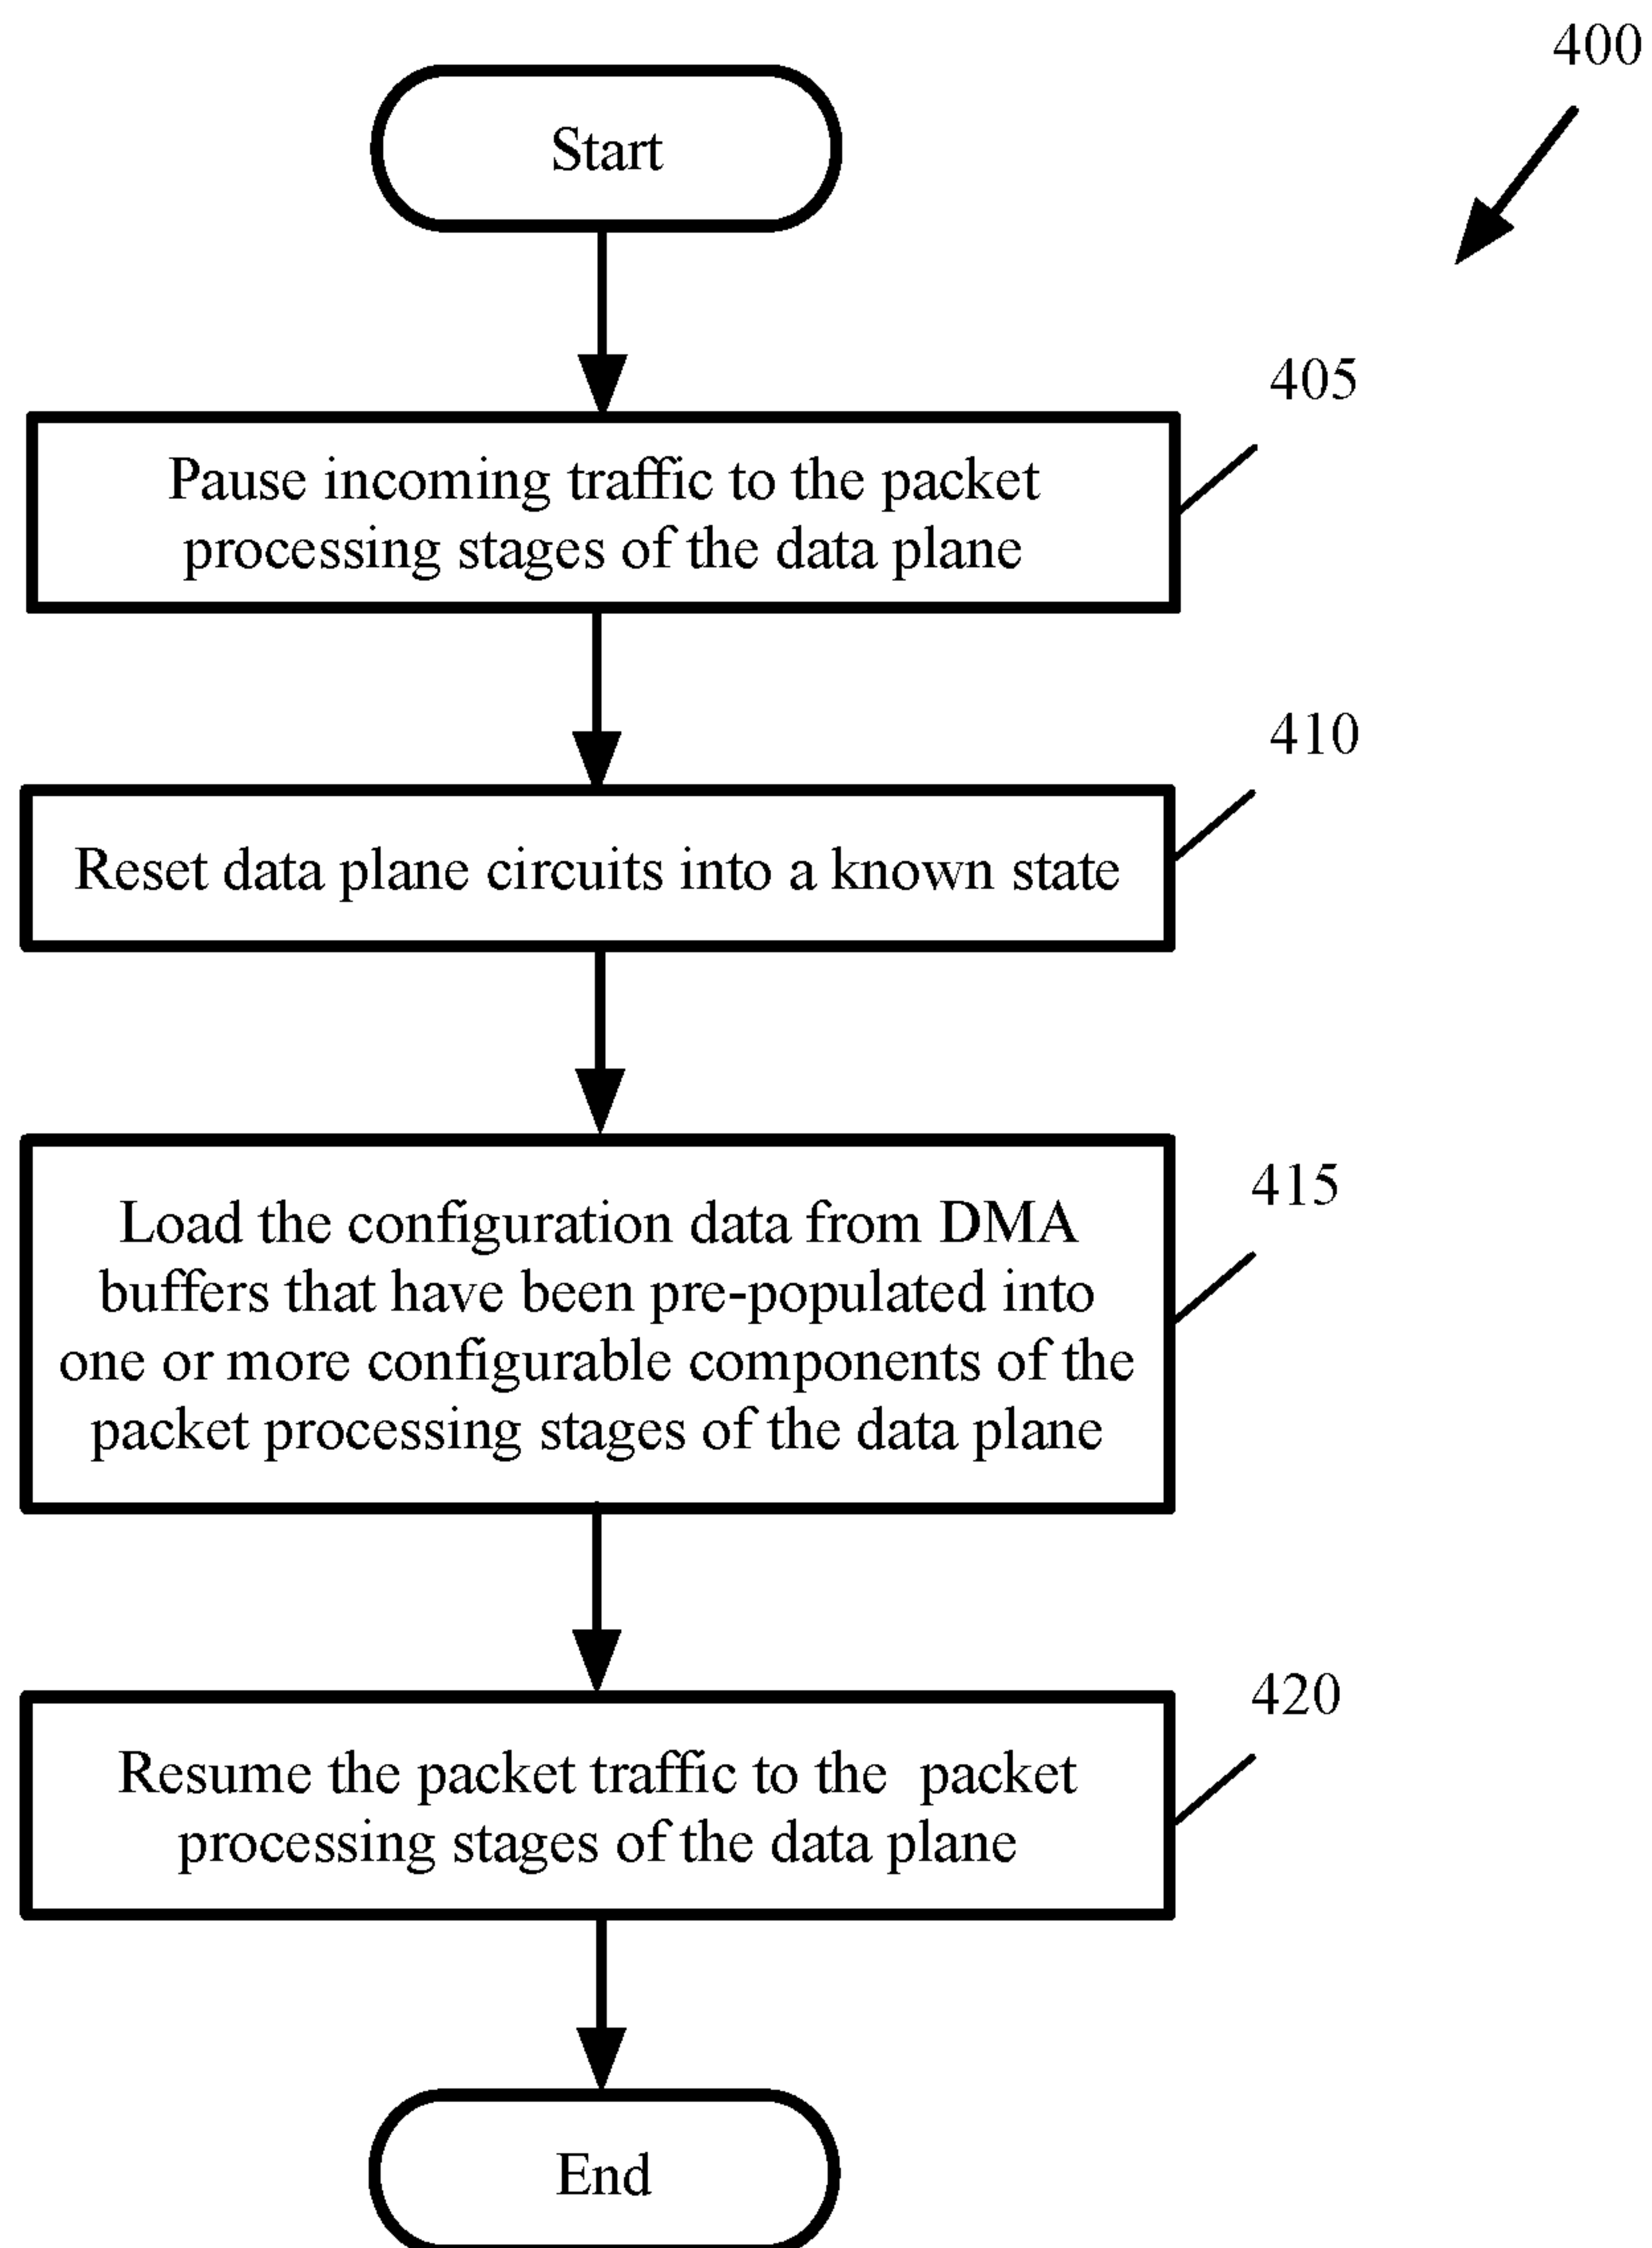 400
Start
405
Pause incoming traffic to the packet
processing stages of the data plane
410
Reset data plane circuits into a known state
415
Load the configuration data from DMA
buffers that have been pre-populated into
one or more configurable components of the
packet processing stages of the data plane
420
Resume the packet traffic to the packet
processing stages of the data plane
End